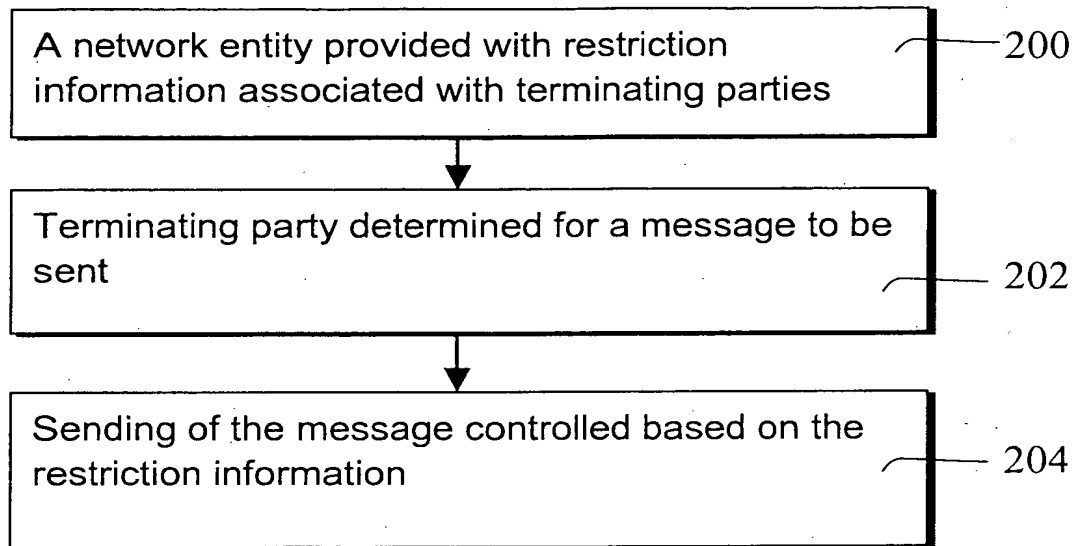 A network entity provided with restriction
information associated with terminating parties
200
Terminating party determined for a message to be
sent
202
Sending of the message controlled based on the
restriction information
204